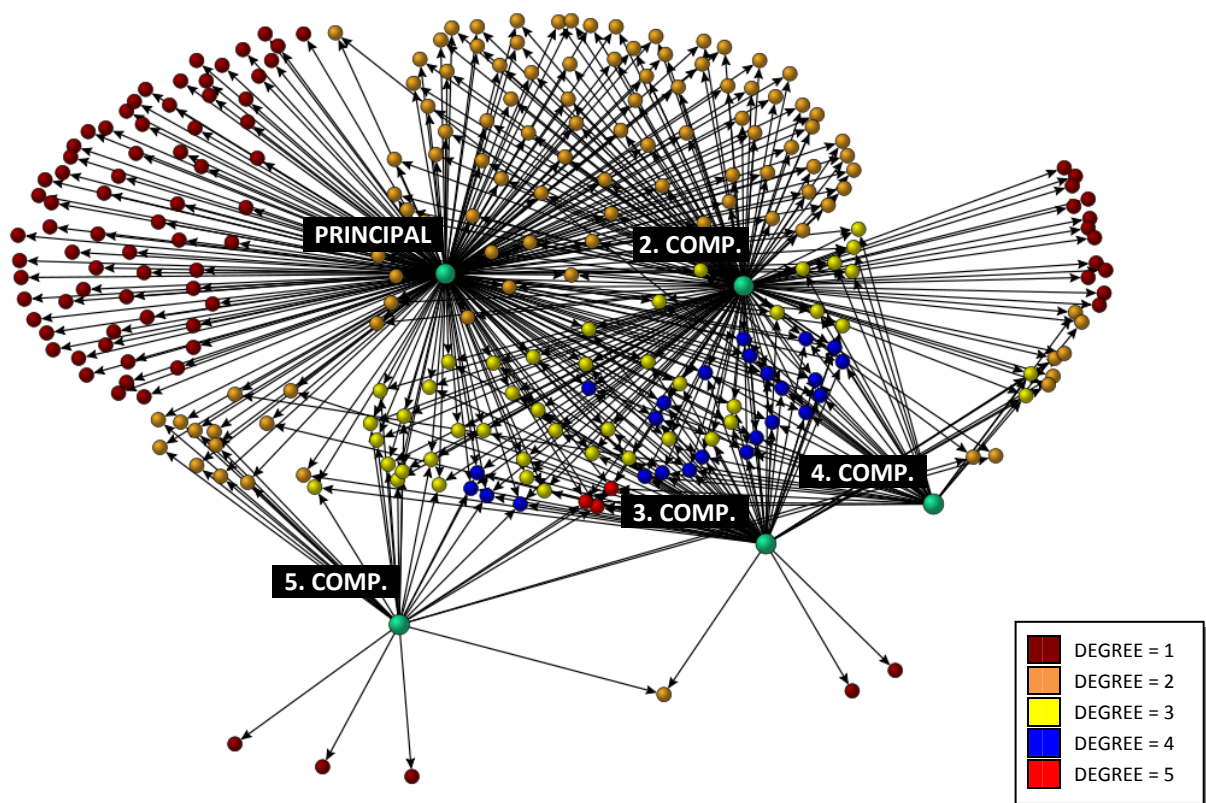 PRINCIPAL
2. COMP.
4. COMP.
3. COMP.
5. COMP.
DEGREE = 1
DEGREE = 2
DEGREE = 3
DEGREE = 4
DEGREE = 5